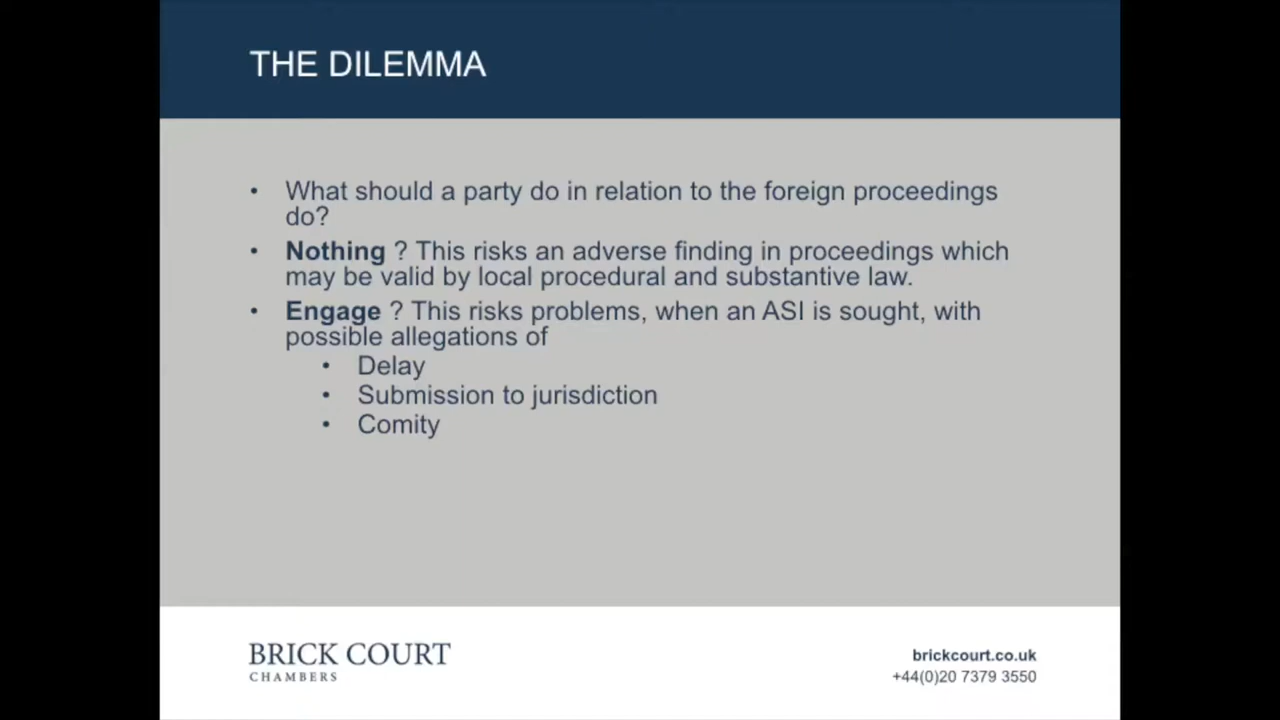 THE DILEMMA
• What should a party do in relation to the foreign proceedings
do?
• Nothing ? This risks an adverse finding in proceedings which
may be valid by local procedural and substantive law.
• Engage ? This risks problems, when an ASI is sought, with
possible allegations of
• Delay
• Submission to jurisdiction
• Comity
BRICK COURT
CHAMBERS
brickcourt.co.uk
+44(0)20 7379 3550